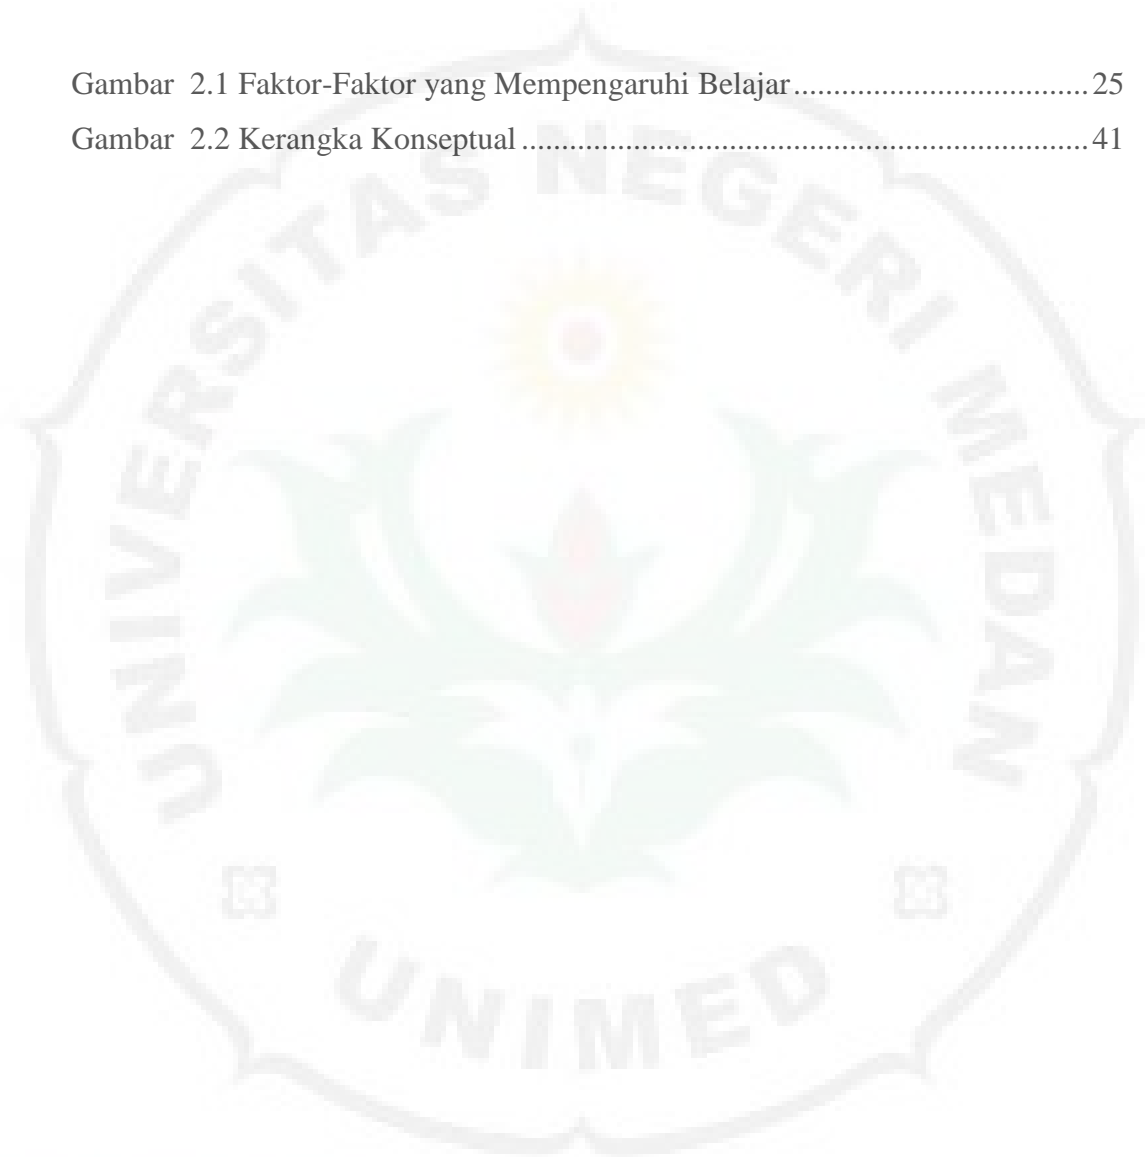 Gambar  2.1 Faktor-Faktor yang Mempengaruhi Belajar......................................25
Gambar  2.2 Kerangka Konseptual.........................................................................41
UNIVERSITAS NEGERI MEDAN
UNIMED